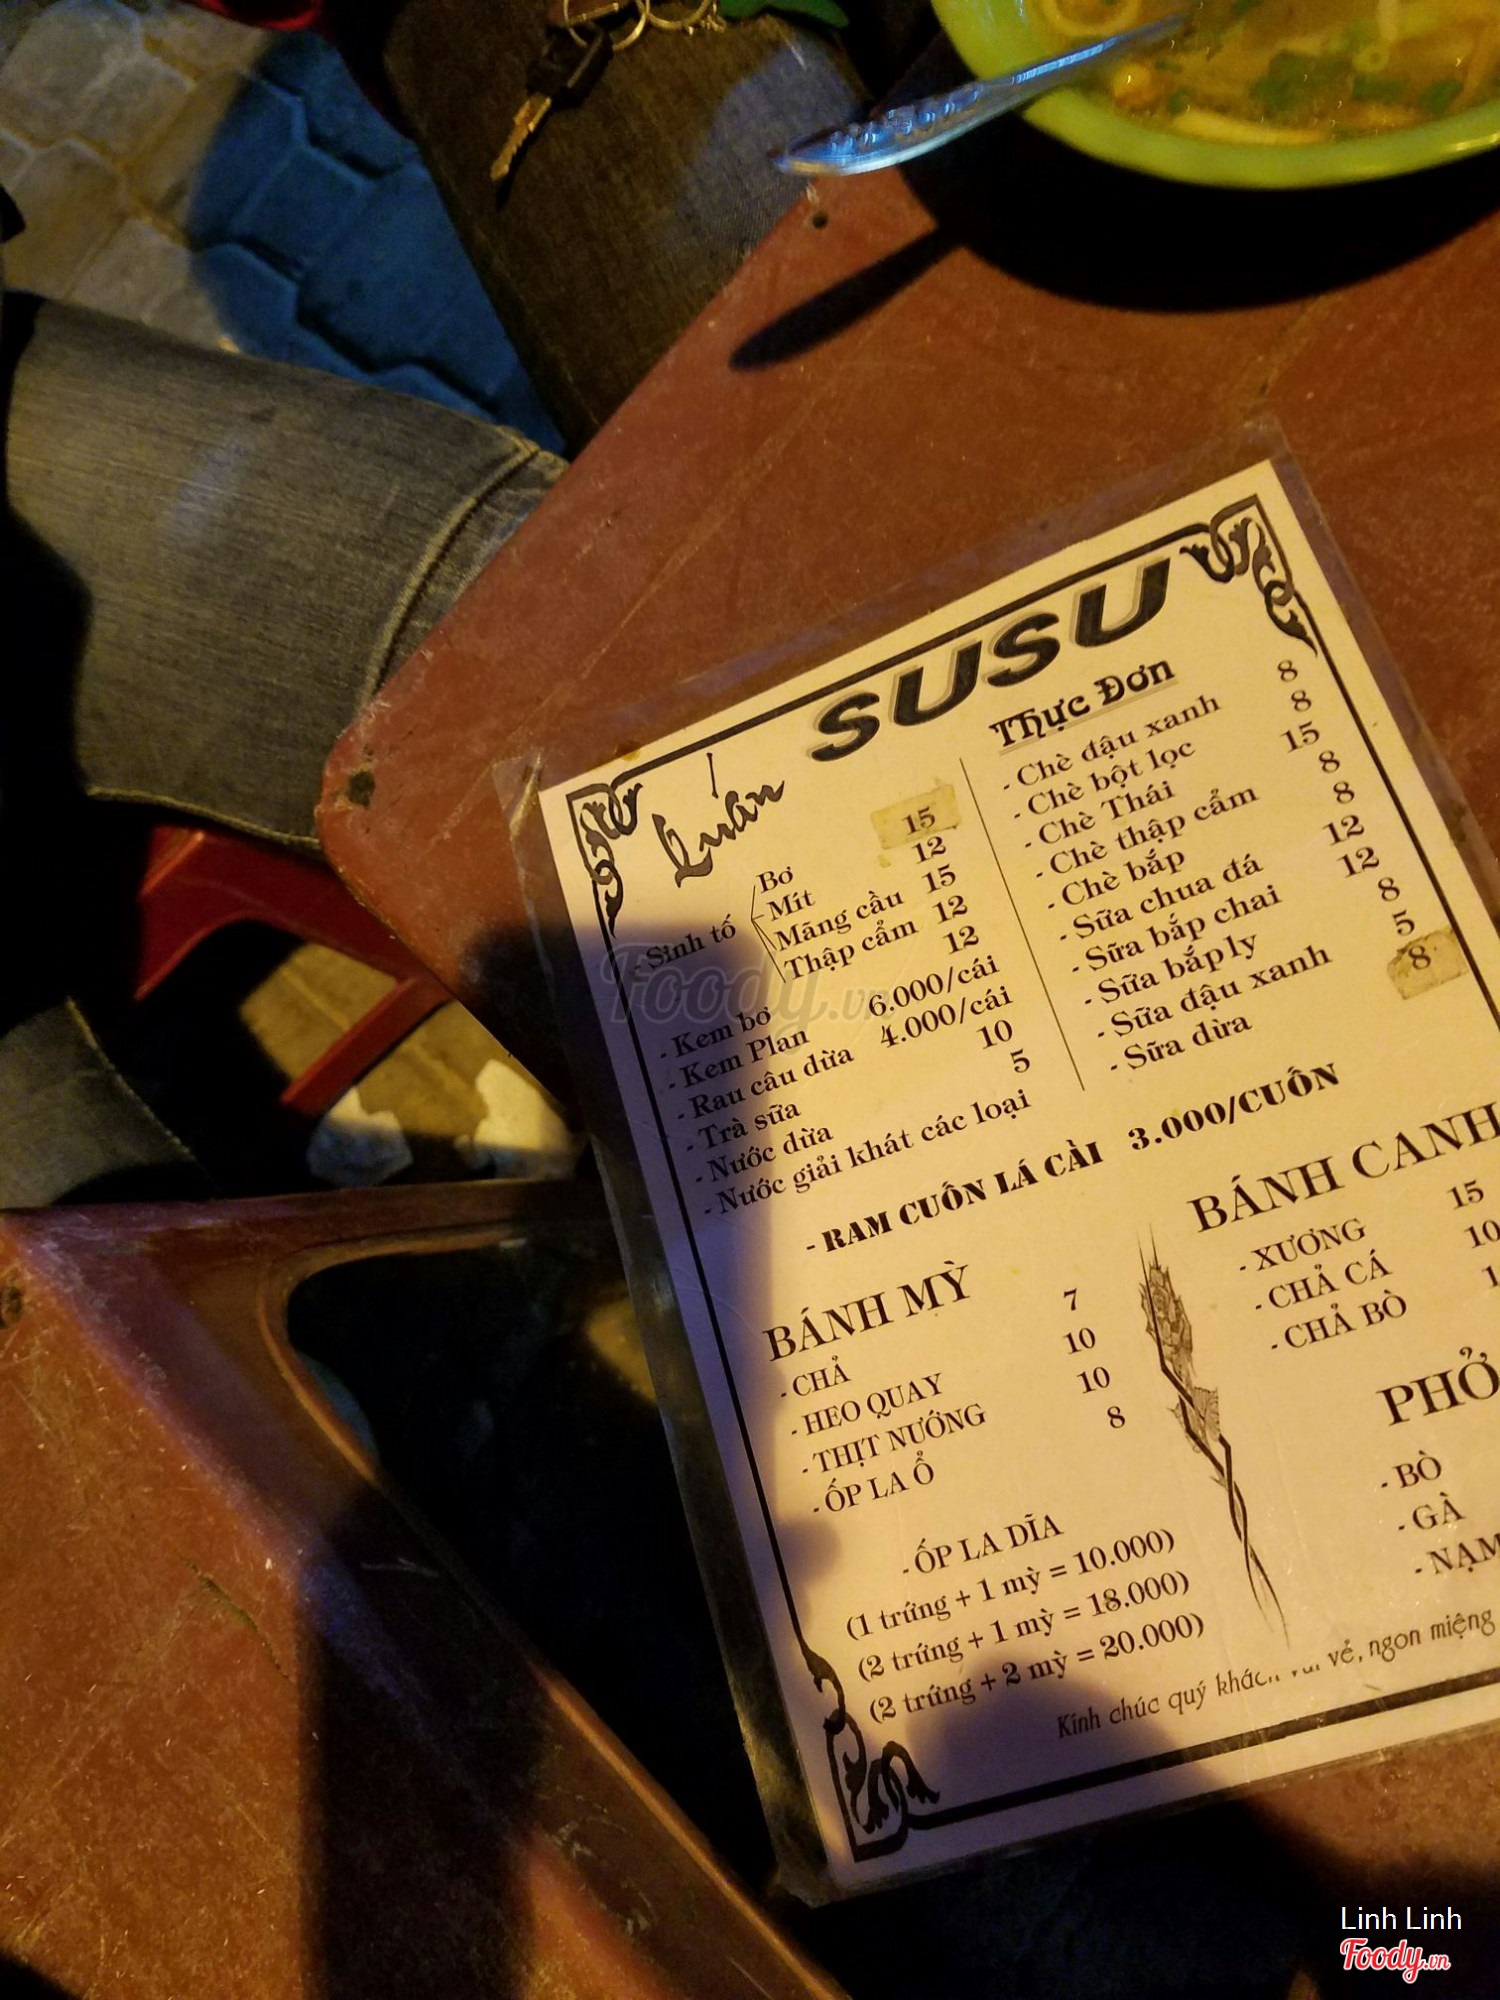 Quán SUSU
Thực Đơn
- Sinh tố
Bơ 15
Mít 12
Mãng cầu 15
Thập cẩm 12
- Kem bơ 12
- Kem Plan 6.000/cái
- Rau câu dừa 4.000/cái
- Trà sữa 10
- Nước dừa 5
- Nước giải khát các loại
- Chè đậu xanh 8
- Chè bột lọc 8
- Chè Thái 15
- Chè thập cẩm 8
- Chè bắp 8
- Sữa chua đá 12
- Sữa bắp chai 12
- Sữa bắp ly 8
- Sữa đậu xanh 5
- Sữa dừa 8
- RAM CUỐN LÁ CẢI 3.000/CUỐN
BÁNH MỲ
- CHẢ 7
- HEO QUAY 10
- THỊT NƯỚNG 10
- ỐP LA Ổ 8
- ỐP LA DĨA
(1 trứng + 1 mỳ = 10.000)
(2 trứng + 1 mỳ = 18.000)
(2 trứng + 2 mỳ = 20.000)
BÁNH CANH
- XƯƠNG 15
- CHẢ CÁ 10
- CHẢ BÒ
PHỞ
- BÒ
- GÀ
- NẠM
Kính chúc quý khách vui vẻ, ngon miệng
Foody.vn
Linh Linh
Foody.vn